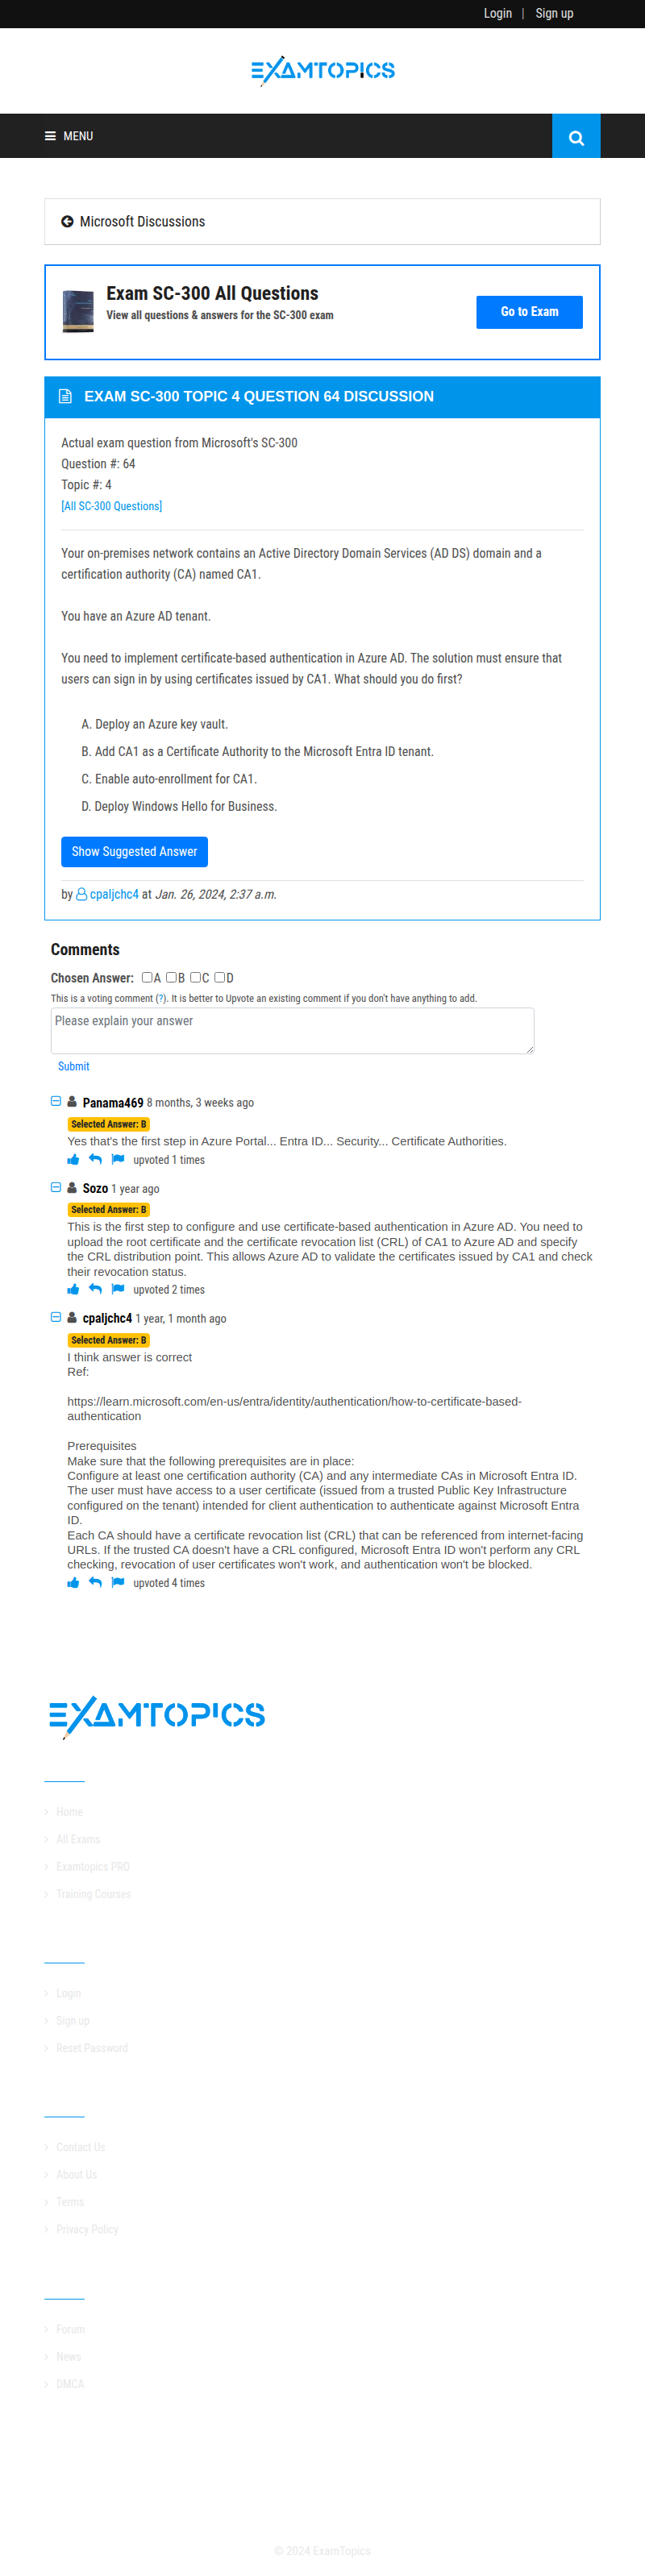 Login | Sign up
EXAMTOPICS
MENU
Microsoft Discussions
Exam SC-300 All Questions
View all questions & answers for the SC-300 exam
Go to Exam
EXAM SC-300 TOPIC 4 QUESTION 64 DISCUSSION
Actual exam question from Microsoft's SC-300
Question #: 64
Topic #: 4
[All SC-300 Questions]
Your on-premises network contains an Active Directory Domain Services (AD DS) domain and a
certification authority (CA) named CA1.
You have an Azure AD tenant.
You need to implement certificate-based authentication in Azure AD. The solution must ensure that
users can sign in by using certificates issued by CA1. What should you do first?
A. Deploy an Azure key vault.
B. Add CA1 as a Certificate Authority to the Microsoft Entra ID tenant.
C. Enable auto-enrollment for CA1.
D. Deploy Windows Hello for Business.
Show Suggested Answer
by cpaljchc4 at Jan. 26, 2024, 2:37 a.m.
Comments
Chosen Answer: A B C D
This is a voting comment (?). It is better to Upvote an existing comment if you don't have anything to add.
Please explain your answer
Submit
Panama469 8 months, 3 weeks ago
Selected Answer: B
Yes that's the first step in Azure Portal... Entra ID... Security... Certificate Authorities.
upvoted 1 times
Sozo 1 year ago
Selected Answer: B
This is the first step to configure and use certificate-based authentication in Azure AD. You need to
upload the root certificate and the certificate revocation list (CRL) of CA1 to Azure AD and specify
the CRL distribution point. This allows Azure AD to validate the certificates issued by CA1 and check
their revocation status.
upvoted 2 times
cpaljchc4 1 year, 1 month ago
Selected Answer: B
I think answer is correct
Ref:
https://learn.microsoft.com/en-us/entra/identity/authentication/how-to-certificate-based-
authentication
Prerequisites
Make sure that the following prerequisites are in place:
Configure at least one certification authority (CA) and any intermediate CAs in Microsoft Entra ID.
The user must have access to a user certificate (issued from a trusted Public Key Infrastructure
configured on the tenant) intended for client authentication to authenticate against Microsoft Entra
ID.
Each CA should have a certificate revocation list (CRL) that can be referenced from internet-facing
URLs. If the trusted CA doesn't have a CRL configured, Microsoft Entra ID won't perform any CRL
checking, revocation of user certificates won't work, and authentication won't be blocked.
upvoted 4 times
EXAMTOPICS
Home
All Exams
Examtopics PRO
Training Courses
Login
Sign up
Reset Password
Contact Us
About Us
Terms
Privacy Policy
Forum
News
DMCA
© 2024 ExamTopics